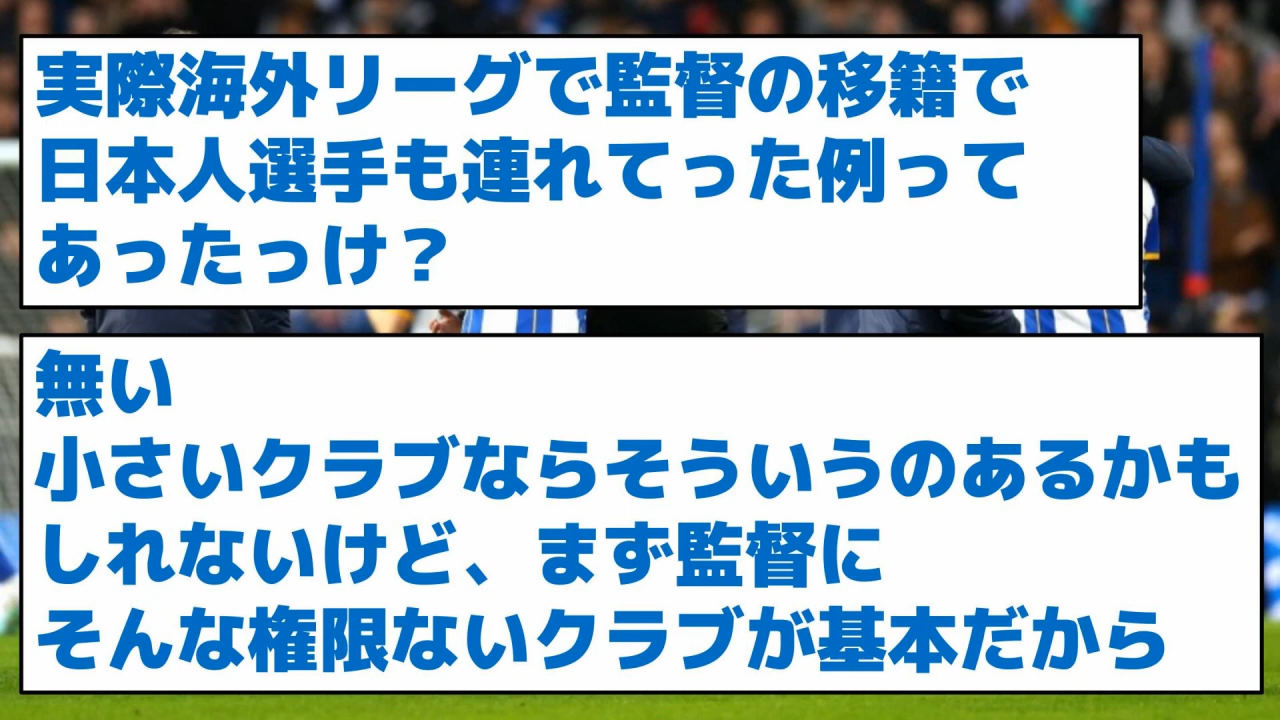 実際海外リーグで監督の移籍で
日本人選手も連れてった例って
あったっけ？
無い
小さいクラブならそういうのあるかも
しれないけど、まず監督に
そんな権限ないクラブが基本だから